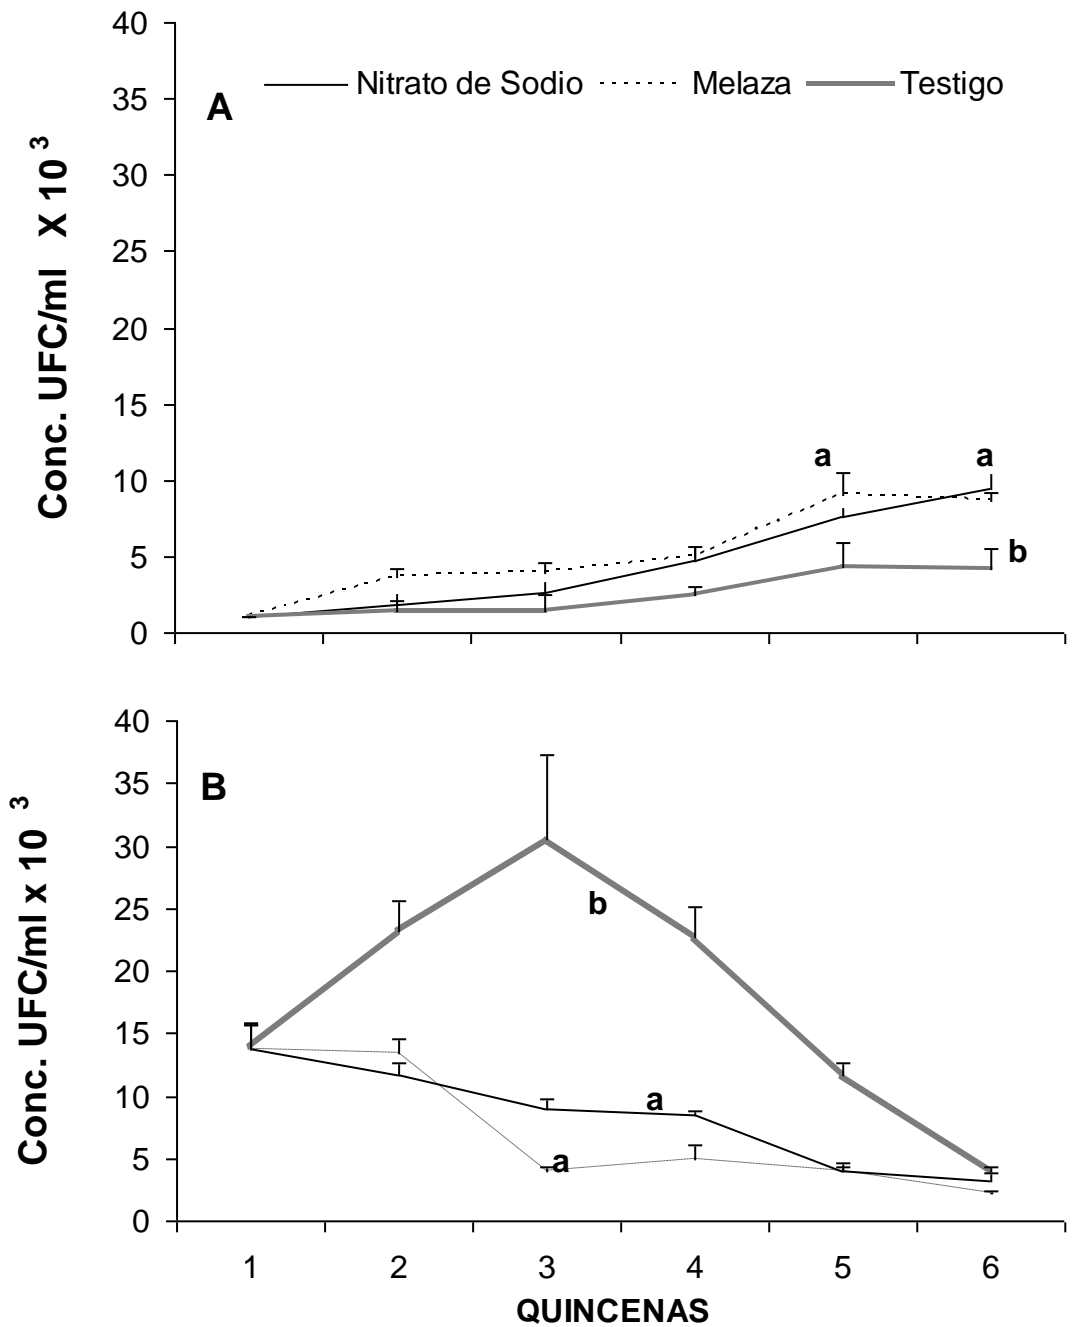 40
Nitrato de Sodio Melaza Testigo
35
A
30
25
20
15
10
5
0
Conc. UFC/ml X 10 3
a a
b
40
35
B
30
25
20
15
10
5
0
Conc. UFC/ml x 10 3
b
a
a
1 2 3 4 5 6
QUINCENAS